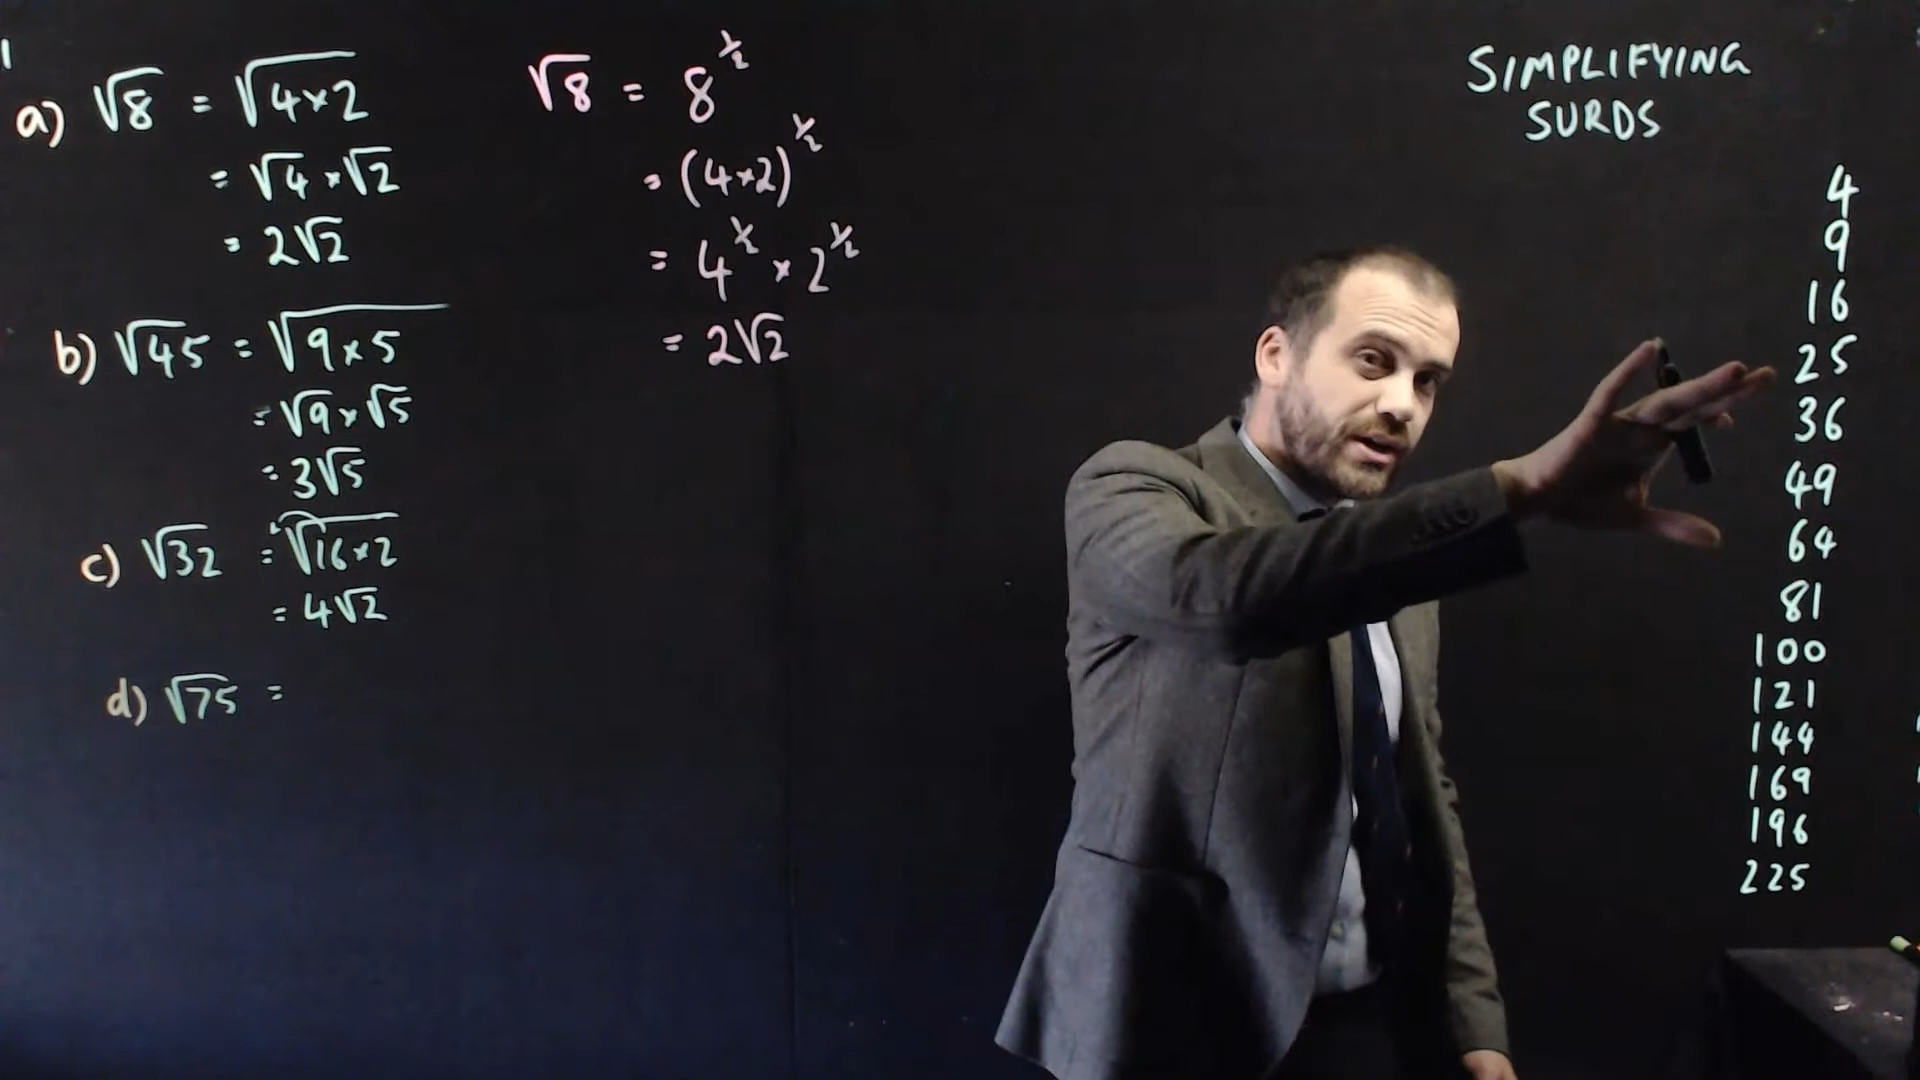 a) √8 = √4×2
= √4 × √2
= 2√2
b) √45 = √9×5
= √9 × √5
= 3√5
c) √32 = √16×2
= 4√2
d) √75 =
√8 = 8^½
= (4×2)^½
= 4^½ × 2^½
= 2√2
SIMPLIFYING
SURDS
4
9
16
25
36
49
64
81
100
121
144
169
196
225